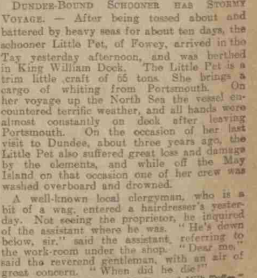 DUNDEE-BOUND SCHOONER HAS STORMY
VOYAGE. — After being tossed about and
battered by heavy seas for about ten days, the
schooner Little Pet, of Fowey, arrived in the
Tay yesterday afternoon, and was berthed
in King William Dock. The Little Pet is a
trim little craft of 65 tons. She brings a
cargo of whiting from Portsmouth. On
her voyage up the North Sea the vessel en-
countered terrific weather, and all hands were
almost constantly on deck after leaving
Portsmouth. On the occasion of her last
visit to Dundee, about three years ago, the
Little Pet also suffered great loss and damage
by the elements, and while off the May
Island on that occasion one of her crew was
washed overboard and drowned.
A well-known local clergyman, who is a
bit of a wag, entered a hairdresser's yester-
day. Not seeing the proprietor, he inquired
of the assistant where he was. "He's down
below, sir," said the assistant, referring to
the work-room under the shop. "Dear me,"
said the reverend gentleman, with an air of
great concern. "When did he die?"